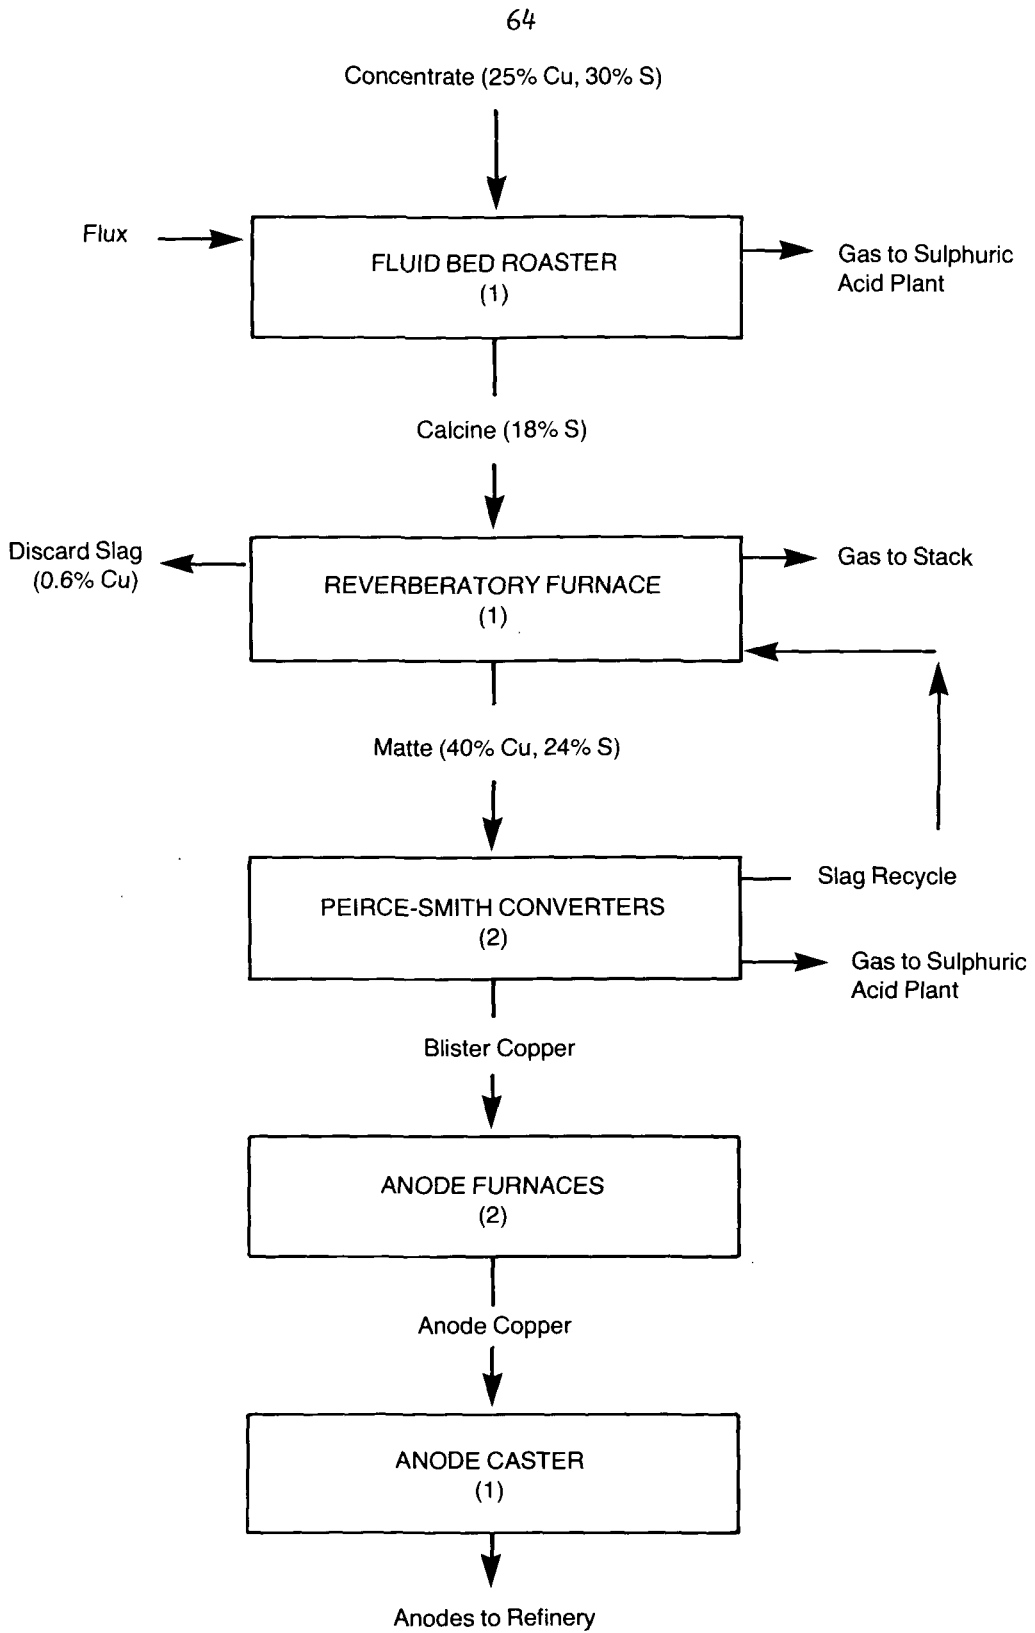 64
Concentrate (25% Cu, 30% S)
Flux
FLUID BED ROASTER
(1)
Gas to Sulphuric
Acid Plant
Calcine (18% S)
Discard Slag
(0.6% Cu)
REVERBERATORY FURNACE
(1)
Gas to Stack
Matte (40% Cu, 24% S)
PEIRCE-SMITH CONVERTERS
(2)
Slag Recycle
Gas to Sulphuric
Acid Plant
Blister Copper
ANODE FURNACES
(2)
Anode Copper
ANODE CASTER
(1)
Anodes to Refinery